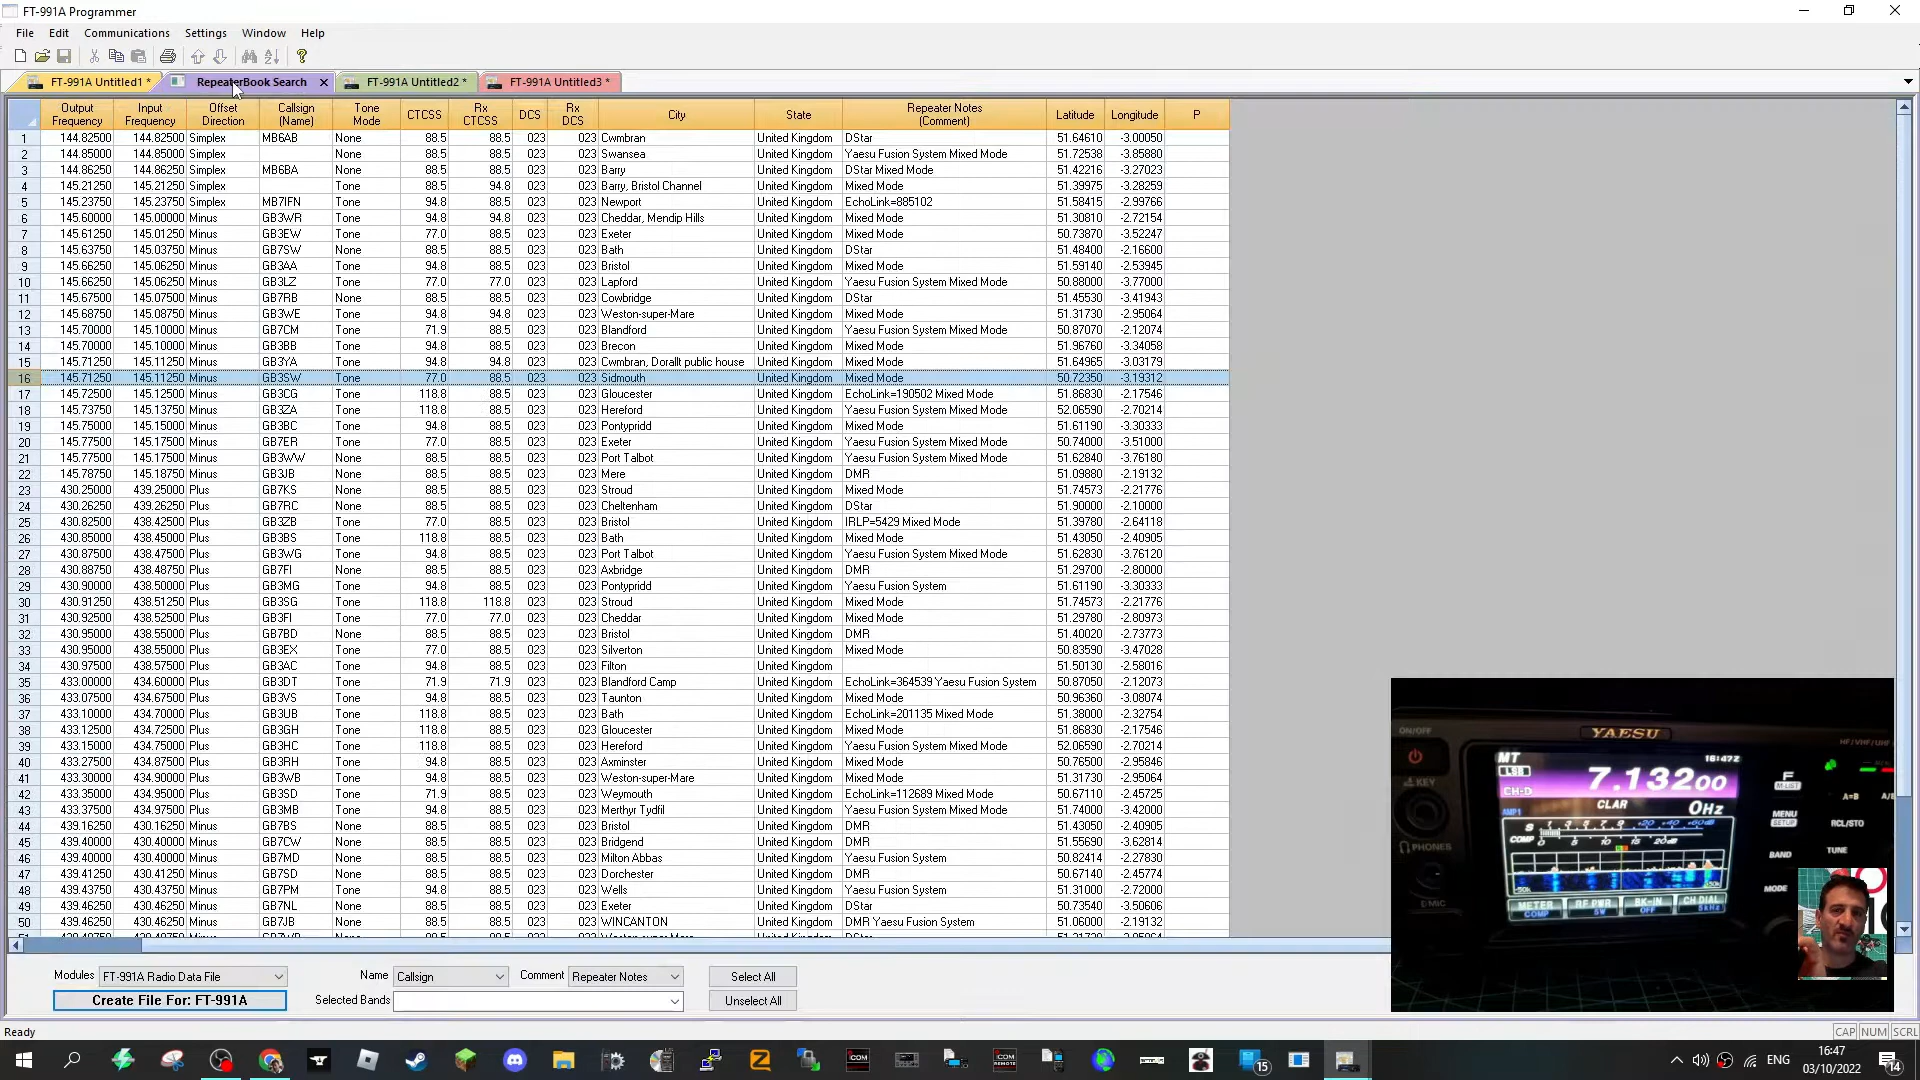 FT-991A Programmer
File Edit Communications Settings Window Help
FT-991A Untitled1 * RepeaterBook Search FT-991A Untitled2 * FT-991A Untitled3 *
Output Frequency Input Frequency Offset Direction Callsign (Name) Tone Mode CTCSS Rx CTCSS DCS Rx DCS City State Repeater Notes (Comment) Latitude Longitude P
1 144.82500 144.82500 Simplex MB6AB None 88.5 88.5 023 023 Cwmbran United Kingdom DStar 51.64610 -3.00050
2 144.85000 144.85000 Simplex None 88.5 88.5 023 023 Swansea United Kingdom Yaesu Fusion System Mixed Mode 51.72538 -3.85880
3 144.86250 144.86250 Simplex MB6BA None 88.5 88.5 023 023 Barry United Kingdom DStar Mixed Mode 51.42216 -3.27023
4 145.21250 145.21250 Simplex Tone 88.5 94.8 023 023 Barry, Bristol Channel United Kingdom Mixed Mode 51.39975 -3.28259
5 145.23750 145.23750 Simplex MB7IFN Tone 94.8 88.5 023 023 Newport United Kingdom EchoLink=885102 51.58415 -2.99766
6 145.60000 145.00000 Minus GB3WR Tone 94.8 94.8 023 023 Cheddar, Mendip Hills United Kingdom Mixed Mode 51.30810 -2.72154
7 145.61250 145.01250 Minus GB3EW Tone 77.0 88.5 023 023 Exeter United Kingdom Mixed Mode 50.73870 -3.52247
8 145.63750 145.03750 Minus GB7SW None 88.5 88.5 023 023 Bath United Kingdom DStar 51.48400 -2.16600
9 145.66250 145.06250 Minus GB3AA Tone 94.8 88.5 023 023 Bristol United Kingdom Mixed Mode 51.59140 -2.53945
10 145.66250 145.06250 Minus GB3LZ Tone 77.0 77.0 023 023 Lapford United Kingdom Yaesu Fusion System Mixed Mode 50.88000 -3.77000
11 145.67500 145.07500 Minus GB7RB None 88.5 88.5 023 023 Cowbridge United Kingdom DStar 51.45530 -3.41943
12 145.68750 145.08750 Minus GB3WE Tone 94.8 94.8 023 023 Weston-super-Mare United Kingdom Mixed Mode 51.31730 -2.95064
13 145.70000 145.10000 Minus GB7CM Tone 71.9 88.5 023 023 Blandford United Kingdom Yaesu Fusion System Mixed Mode 50.87070 -2.12074
14 145.70000 145.10000 Minus GB3BB Tone 94.8 88.5 023 023 Brecon United Kingdom Mixed Mode 51.96760 -3.34058
15 145.71250 145.11250 Minus GB3YA Tone 94.8 94.8 023 023 Cwmbran, Dorallt public house United Kingdom Mixed Mode 51.64965 -3.03179
16 145.71250 145.11250 Minus GB3SW Tone 77.0 88.5 023 023 Sidmouth United Kingdom Mixed Mode 50.72350 -3.19312
17 145.72500 145.12500 Minus GB3CG Tone 118.8 88.5 023 023 Gloucester United Kingdom EchoLink=190502 Mixed Mode 51.86830 -2.17546
18 145.73750 145.13750 Minus GB3ZA Tone 118.8 88.5 023 023 Hereford United Kingdom Yaesu Fusion System Mixed Mode 52.06590 -2.70214
19 145.75000 145.15000 Minus GB3BC Tone 94.8 88.5 023 023 Pontypridd United Kingdom Mixed Mode 51.61190 -3.30333
20 145.77500 145.17500 Minus GB7ER Tone 77.0 88.5 023 023 Exeter United Kingdom Yaesu Fusion System Mixed Mode 50.74000 -3.51000
21 145.77500 145.17500 Minus GB3WW None 88.5 88.5 023 023 Port Talbot United Kingdom Yaesu Fusion System Mixed Mode 51.62840 -3.76180
22 145.78750 145.18750 Minus GB3JB None 88.5 88.5 023 023 Mere United Kingdom DMR 51.09880 -2.19132
23 430.25000 439.25000 Plus GB7KS None 88.5 88.5 023 023 Stroud United Kingdom Mixed Mode 51.74573 -2.21776
24 430.26250 439.26250 Plus GB7RC None 88.5 88.5 023 023 Cheltenham United Kingdom DStar 51.90000 -2.10000
25 430.82500 438.42500 Plus GB3ZB Tone 77.0 88.5 023 023 Bristol United Kingdom IRLP=5429 Mixed Mode 51.39780 -2.64118
26 430.85000 438.45000 Plus GB3BS Tone 118.8 88.5 023 023 Bath United Kingdom Mixed Mode 51.43050 -2.40905
27 430.87500 438.47500 Plus GB3WG Tone 94.8 88.5 023 023 Port Talbot United Kingdom Yaesu Fusion System Mixed Mode 51.62830 -3.76120
28 430.88750 438.48750 Plus GB7FI None 88.5 88.5 023 023 Axbridge United Kingdom DMR 51.29700 -2.80000
29 430.90000 438.50000 Plus GB3MG Tone 94.8 88.5 023 023 Pontypridd United Kingdom Yaesu Fusion System 51.61190 -3.30333
30 430.91250 438.51250 Plus GB3SG Tone 118.8 118.8 023 023 Stroud United Kingdom Mixed Mode 51.74573 -2.21776
31 430.92500 438.52500 Plus GB3FI Tone 77.0 77.0 023 023 Cheddar United Kingdom Mixed Mode 51.29780 -2.80973
32 430.95000 438.55000 Plus GB7BD None 88.5 88.5 023 023 Bristol United Kingdom DMR 51.40020 -2.73773
33 430.95000 438.55000 Plus GB3EX Tone 77.0 88.5 023 023 Silverton United Kingdom Mixed Mode 50.83590 -3.47028
34 430.97500 438.57500 Plus GB3AC Tone 94.8 88.5 023 023 Filton United Kingdom 51.50130 -2.58016
35 433.00000 434.60000 Plus GB3DT Tone 71.9 71.9 023 023 Blandford Camp United Kingdom EchoLink=364539 Yaesu Fusion System 50.87050 -2.12073
36 433.07500 434.67500 Plus GB3VS Tone 94.8 88.5 023 023 Taunton United Kingdom Mixed Mode 50.96360 -3.08074
37 433.10000 434.70000 Plus GB3UB Tone 118.8 88.5 023 023 Bath United Kingdom EchoLink=201135 Mixed Mode 51.38000 -2.32754
38 433.12500 434.72500 Plus GB3GH Tone 118.8 88.5 023 023 Gloucester United Kingdom Mixed Mode 51.86830 -2.17546
39 433.15000 434.75000 Plus GB3HC Tone 118.8 88.5 023 023 Hereford United Kingdom Yaesu Fusion System Mixed Mode 52.06590 -2.70214
40 433.27500 434.87500 Plus GB3RH Tone 94.8 88.5 023 023 Axminster United Kingdom Mixed Mode 50.76500 -2.95846
41 433.30000 434.90000 Plus GB3WB Tone 94.8 88.5 023 023 Weston-super-Mare United Kingdom Mixed Mode 51.31730 -2.95064
42 433.35000 434.95000 Plus GB3SD Tone 71.9 88.5 023 023 Weymouth United Kingdom EchoLink=112689 Mixed Mode 50.67110 -2.45725
43 433.37500 434.97500 Plus GB3MB Tone 94.8 88.5 023 023 Merthyr Tydfil United Kingdom Yaesu Fusion System Mixed Mode 51.74000 -3.42000
44 439.16250 430.16250 Minus GB7BS None 88.5 88.5 023 023 Bristol United Kingdom DMR 51.43050 -2.40905
45 439.40000 430.40000 Minus GB7CW None 88.5 88.5 023 023 Bridgend United Kingdom DMR 51.55690 -3.62814
46 439.40000 430.40000 Minus GB7MD None 88.5 88.5 023 023 Milton Abbas United Kingdom Yaesu Fusion System 50.82414 -2.27830
47 439.41250 430.41250 Minus GB7SD None 88.5 88.5 023 023 Dorchester United Kingdom DMR 50.67140 -2.45774
48 439.43750 430.43750 Minus GB7PM Tone 94.8 88.5 023 023 Wells United Kingdom Yaesu Fusion System 51.31000 -2.72000
49 439.46250 430.46250 Minus GB7NL None 88.5 88.5 023 023 Exeter United Kingdom DStar 50.73540 -3.50606
50 439.46250 430.46250 Minus GB7JB None 88.5 88.5 023 023 WINCANTON United Kingdom DMR Yaesu Fusion System 51.06000 -2.19132
YAESU
ON/OFF
KEY
PHONES
MIC
MT 16:47Z
LSB 7.13200
CH-D
CLAR 0Hz
AMP1
S 1 3 5 7 9 +20 +40 +60dB
COMP 0 5 10 15 20dB
METER COMP RF PWR 5W BK-IN OFF CH DIAL 5kHz
HF/VHF/UHF
F M-LIST
A=B
MENU SETUP RCL/STO
BAND TUNE
MODE
Modules FT-991A Radio Data File Name Callsign Comment Repeater Notes Select All
Create File For: FT-991A Selected Bands Unselect All
Ready CAP NUM SCRL
ICOM ICOM REMOTE 15 ENG 16:47
03/10/2022 14